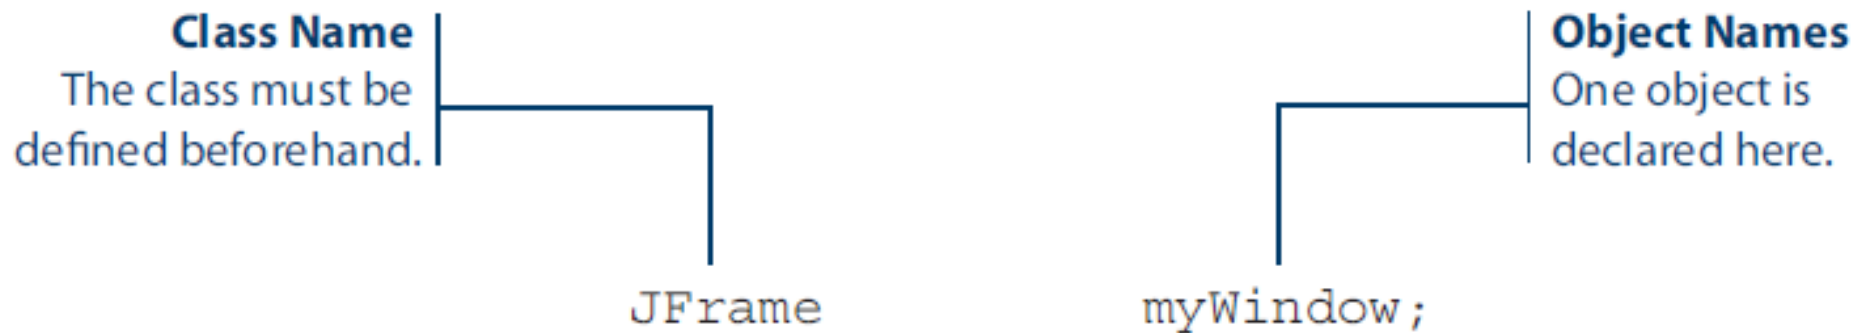 Class Name
The class must be
defined beforehand.
Object Names
One object is
declared here.
JFrame myWindow;